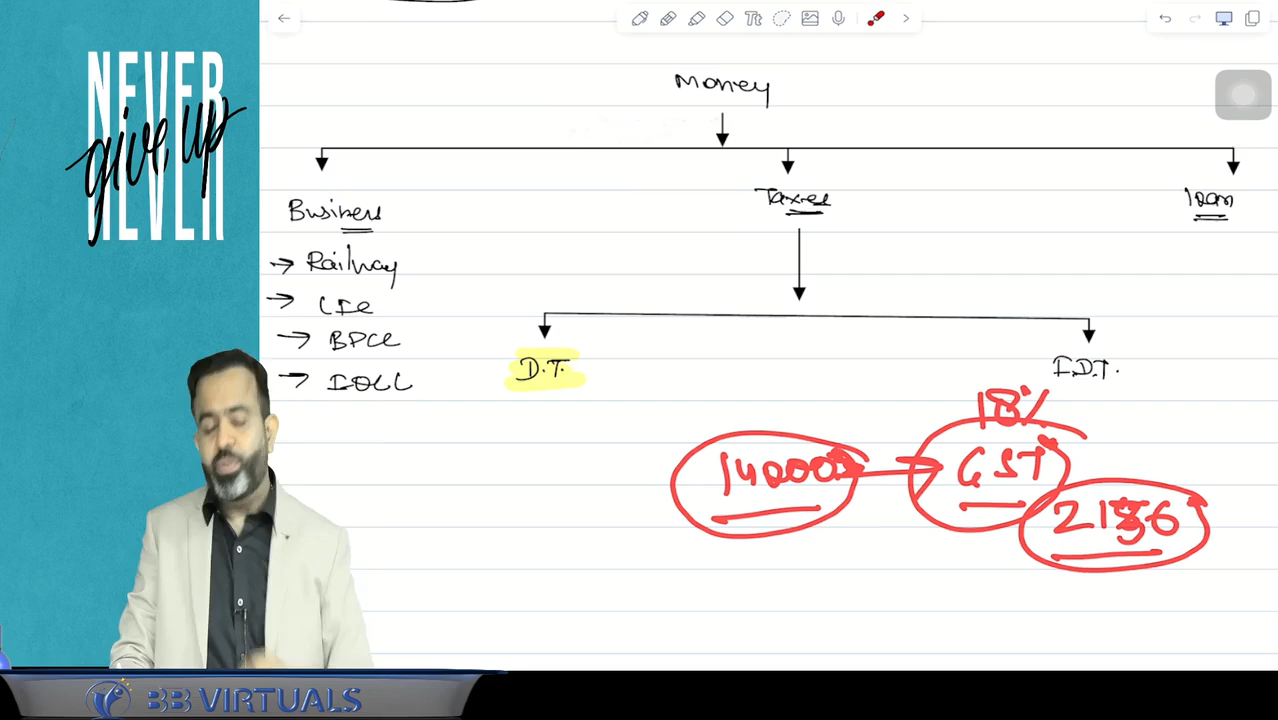 NEVER
give up
NEVER
Money
Business
Taxes
loan
→ Railway
→ LIC
→ BPCL
→ IOCL
D.T.
I.D.T.
18%
14000
GST
BB VIRTUALS